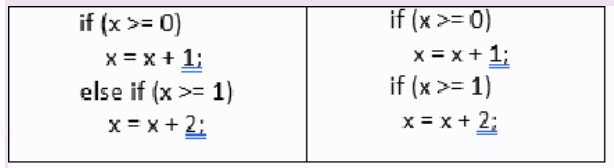 if (x >= 0)
x = x + 1;
else if (x >= 1)
x = x + 2;
if (x >= 0)
x = x + 1;
if (x >= 1)
x = x + 2;